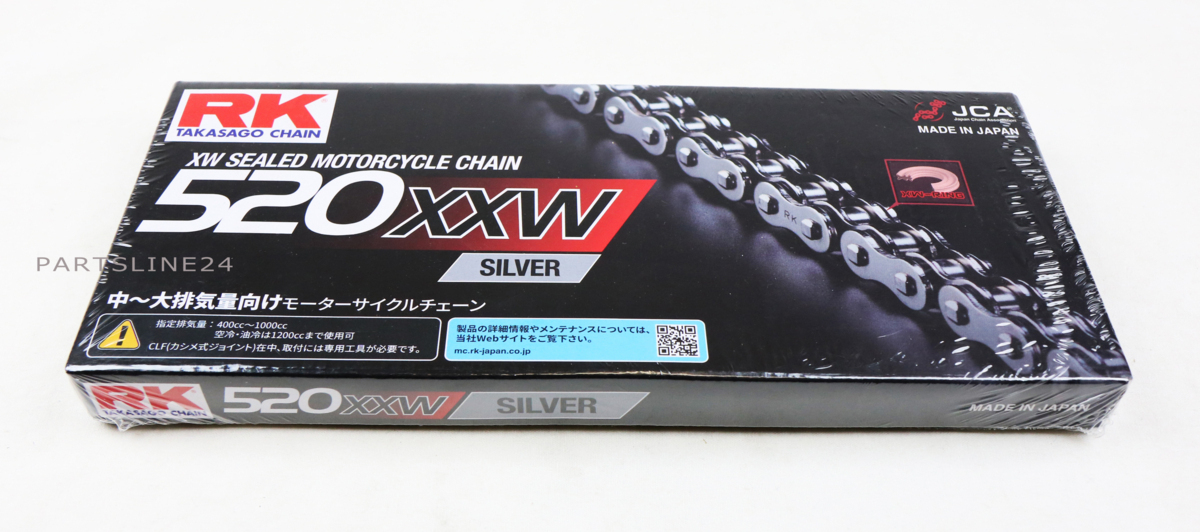 RK
TAKASAGO CHAIN
JCA
Japan Chain Association
MADE IN JAPAN
XW SEALED MOTORCYCLE CHAIN
520XXW
XW-RING
RK
SILVER
PARTSLINE24
中〜大排気量向けモーターサイクルチェーン
指定排気量：400cc〜1000cc
空冷・油冷は1200ccまで使用可
CLF(カシメ式ジョイント)在中、取付には専用工具が必要です。
製品の詳細情報やメンテナンスについては、
当社Webサイトをご覧下さい。
mc.rk-japan.co.jp
RK
TAKASAGO CHAIN
520XXW
SILVER
MADE IN JAPAN